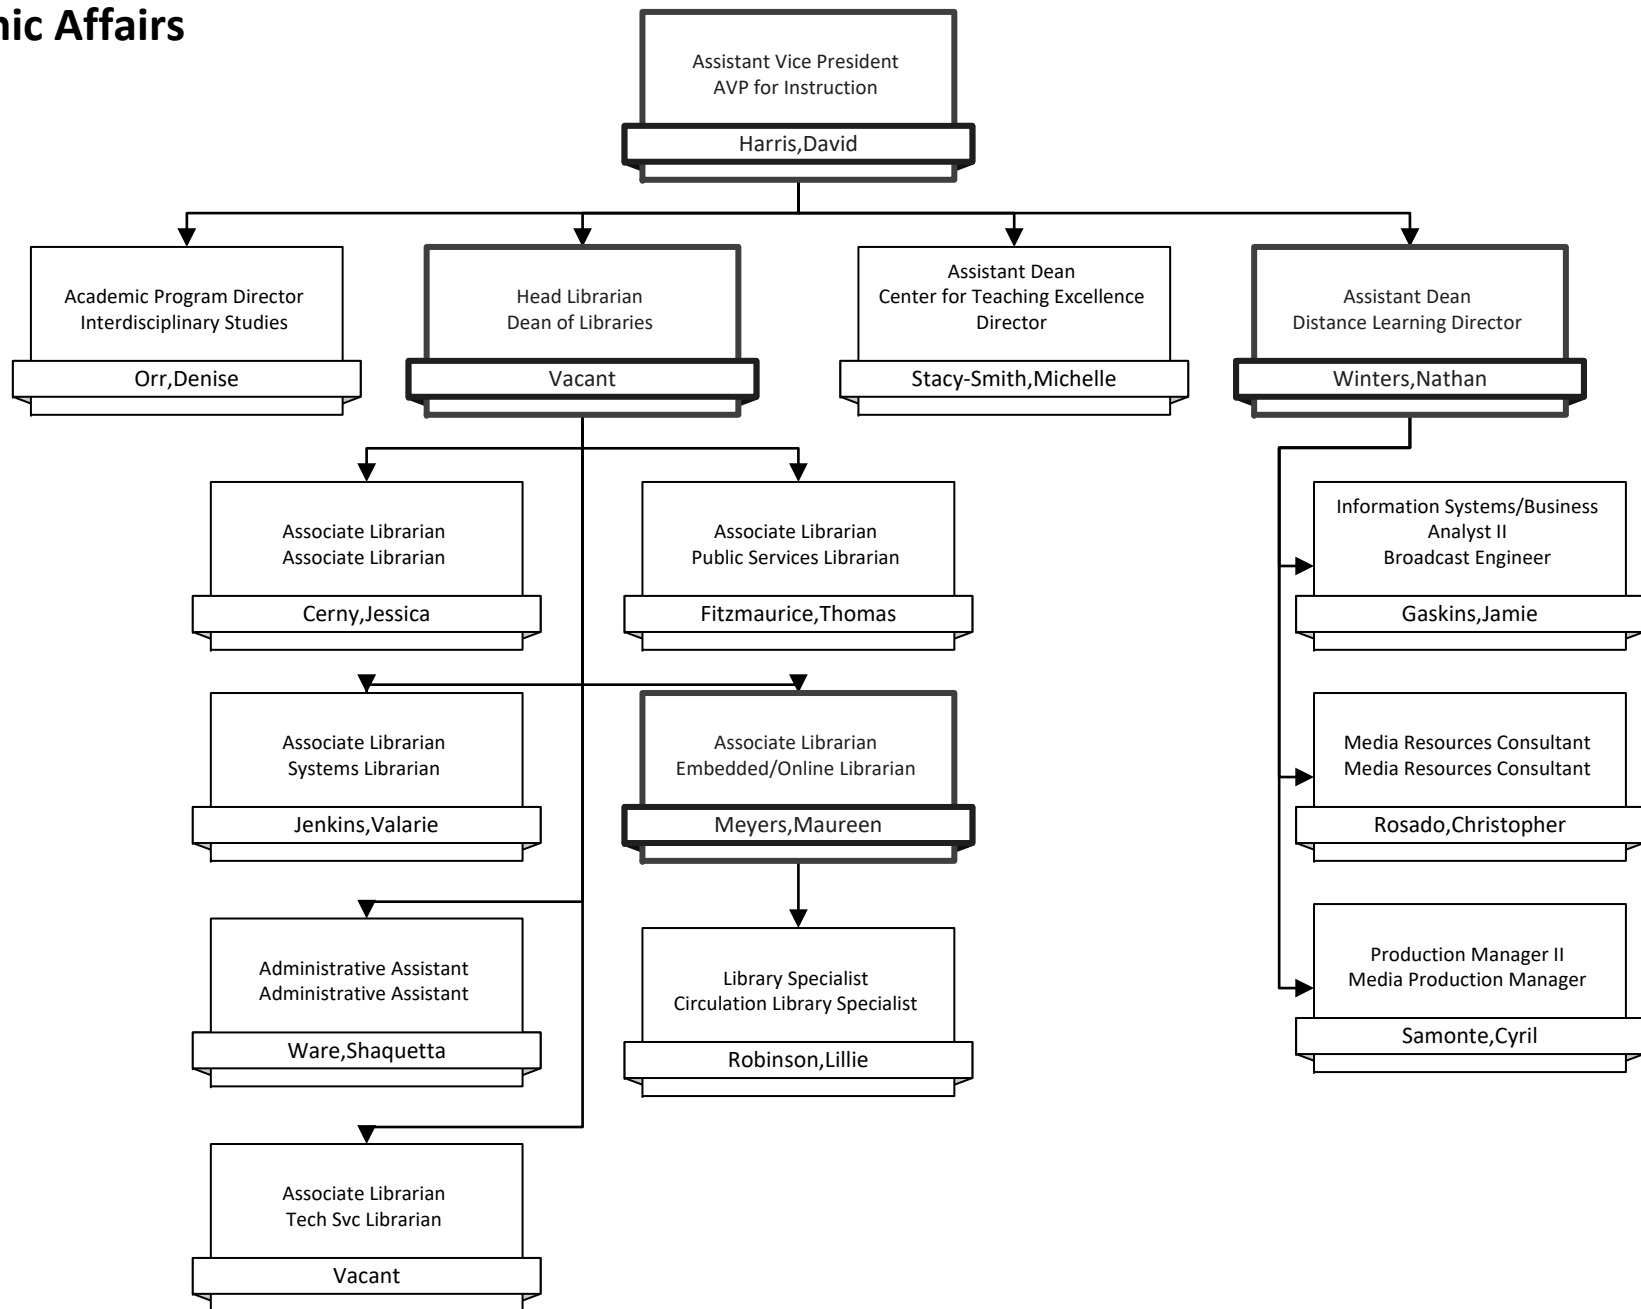 nic Affairs
Assistant Vice President
AVP for Instruction
Harris,David
Academic Program Director
Interdisciplinary Studies
Orr,Denise
Head Librarian
Dean of Libraries
Vacant
Assistant Dean
Center for Teaching Excellence
Director
Stacy-Smith,Michelle
Assistant Dean
Distance Learning Director
Winters,Nathan
Associate Librarian
Associate Librarian
Cerny,Jessica
Associate Librarian
Public Services Librarian
Fitzmaurice,Thomas
Information Systems/Business
Analyst II
Broadcast Engineer
Gaskins,Jamie
Associate Librarian
Systems Librarian
Jenkins,Valarie
Associate Librarian
Embedded/Online Librarian
Meyers,Maureen
Media Resources Consultant
Media Resources Consultant
Rosado,Christopher
Administrative Assistant
Administrative Assistant
Ware,Shaquetta
Library Specialist
Circulation Library Specialist
Robinson,Lillie
Production Manager II
Media Production Manager
Samonte,Cyril
Associate Librarian
Tech Svc Librarian
Vacant